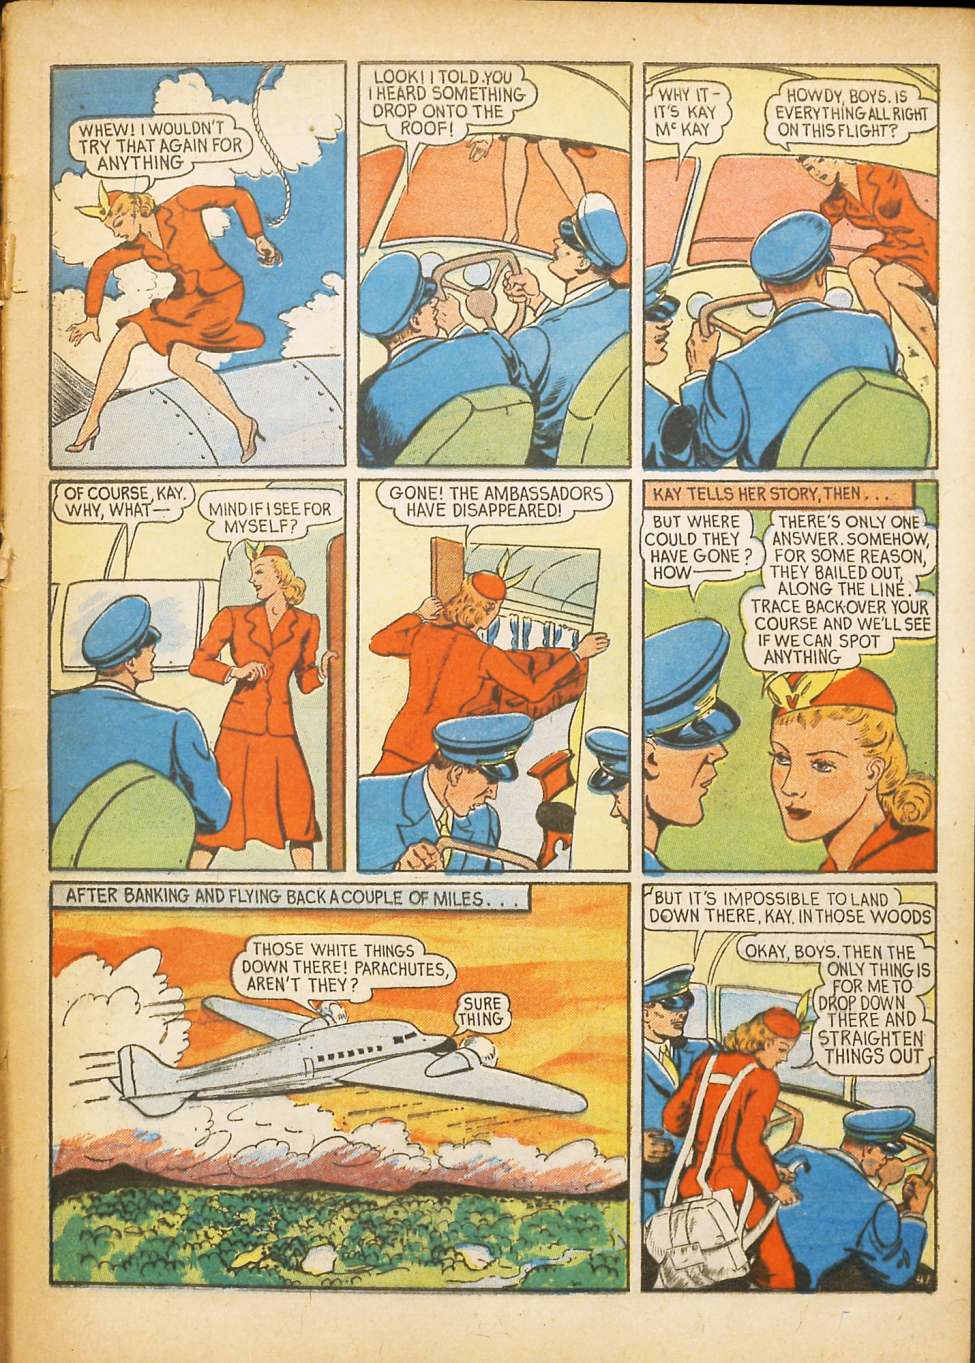 WHEW! I WOULDN'T
TRY THAT AGAIN FOR
ANYTHING
LOOK! I TOLD YOU
I HEARD SOMETHING
DROP ONTO THE
ROOF!
WHY IT-
IT'S KAY
McKAY
HOWDY, BOYS. IS
EVERYTHING ALL RIGHT
ON THIS FLIGHT?
OF COURSE, KAY.
WHY, WHAT—
MIND IF I SEE FOR
MYSELF?
GONE! THE AMBASSADORS
HAVE DISAPPEARED!
KAY TELLS HER STORY, THEN...
BUT WHERE
COULD THEY
HAVE GONE?
HOW——
THERE'S ONLY ONE
ANSWER. SOMEHOW,
FOR SOME REASON,
THEY BAILED OUT,
ALONG THE LINE.
TRACE BACK OVER YOUR
COURSE AND WE'LL SEE
IF WE CAN SPOT
ANYTHING
AFTER BANKING AND FLYING BACK A COUPLE OF MILES....
THOSE WHITE THINGS
DOWN THERE! PARACHUTES,
AREN'T THEY?
SURE
THING
BUT IT'S IMPOSSIBLE TO LAND
DOWN THERE, KAY. IN THOSE WOODS
OKAY, BOYS. THEN THE
ONLY THING IS
FOR ME TO
DROP DOWN
THERE AND
STRAIGHTEN
THINGS OUT